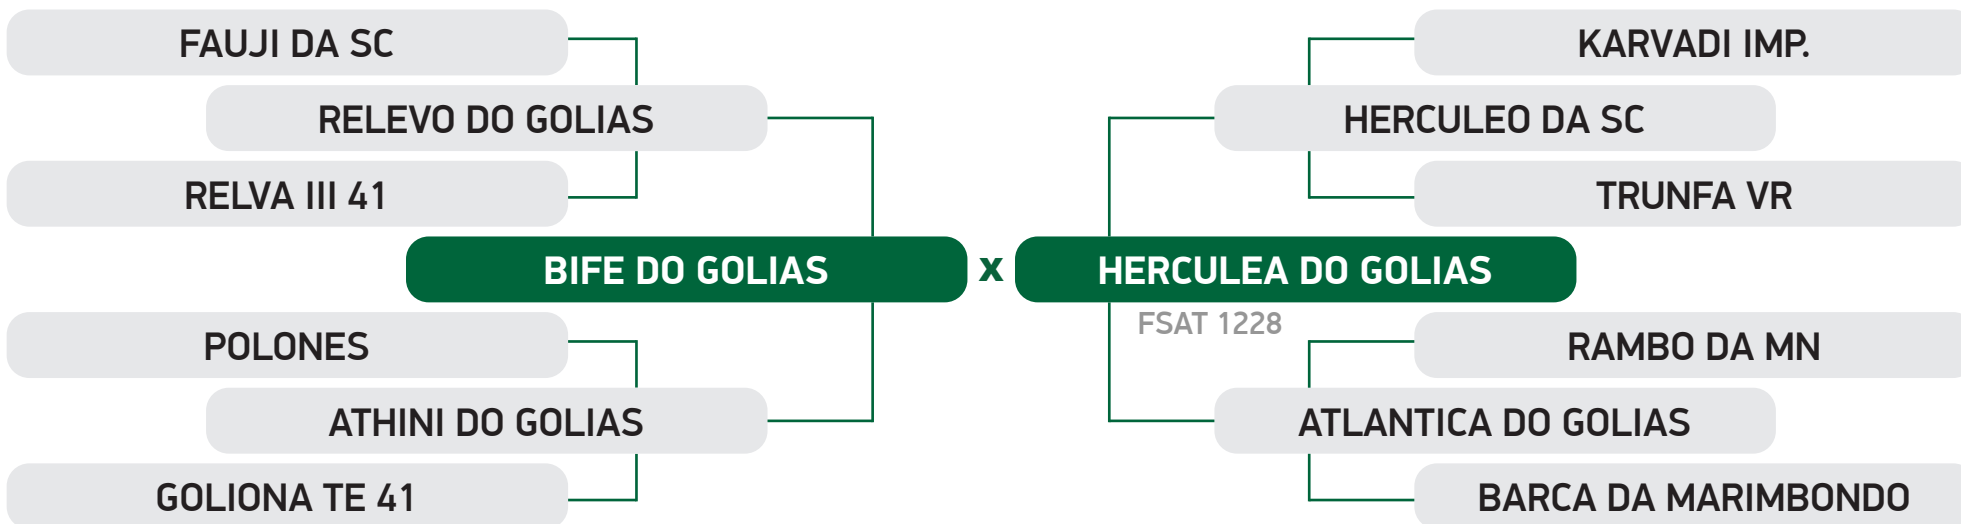 FAUJI DA SC
KARVADI IMP.
RELEVO DO GOLIAS
HERCULEO DA SC
RELVA III 41
TRUNFA VR
BIFE DO GOLIAS x HERCULEA DO GOLIAS
FSAT 1228
POLONES
RAMBO DA MN
ATHINI DO GOLIAS
ATLANTICA DO GOLIAS
GOLIONA TE 41
BARCA DA MARIMBONDO